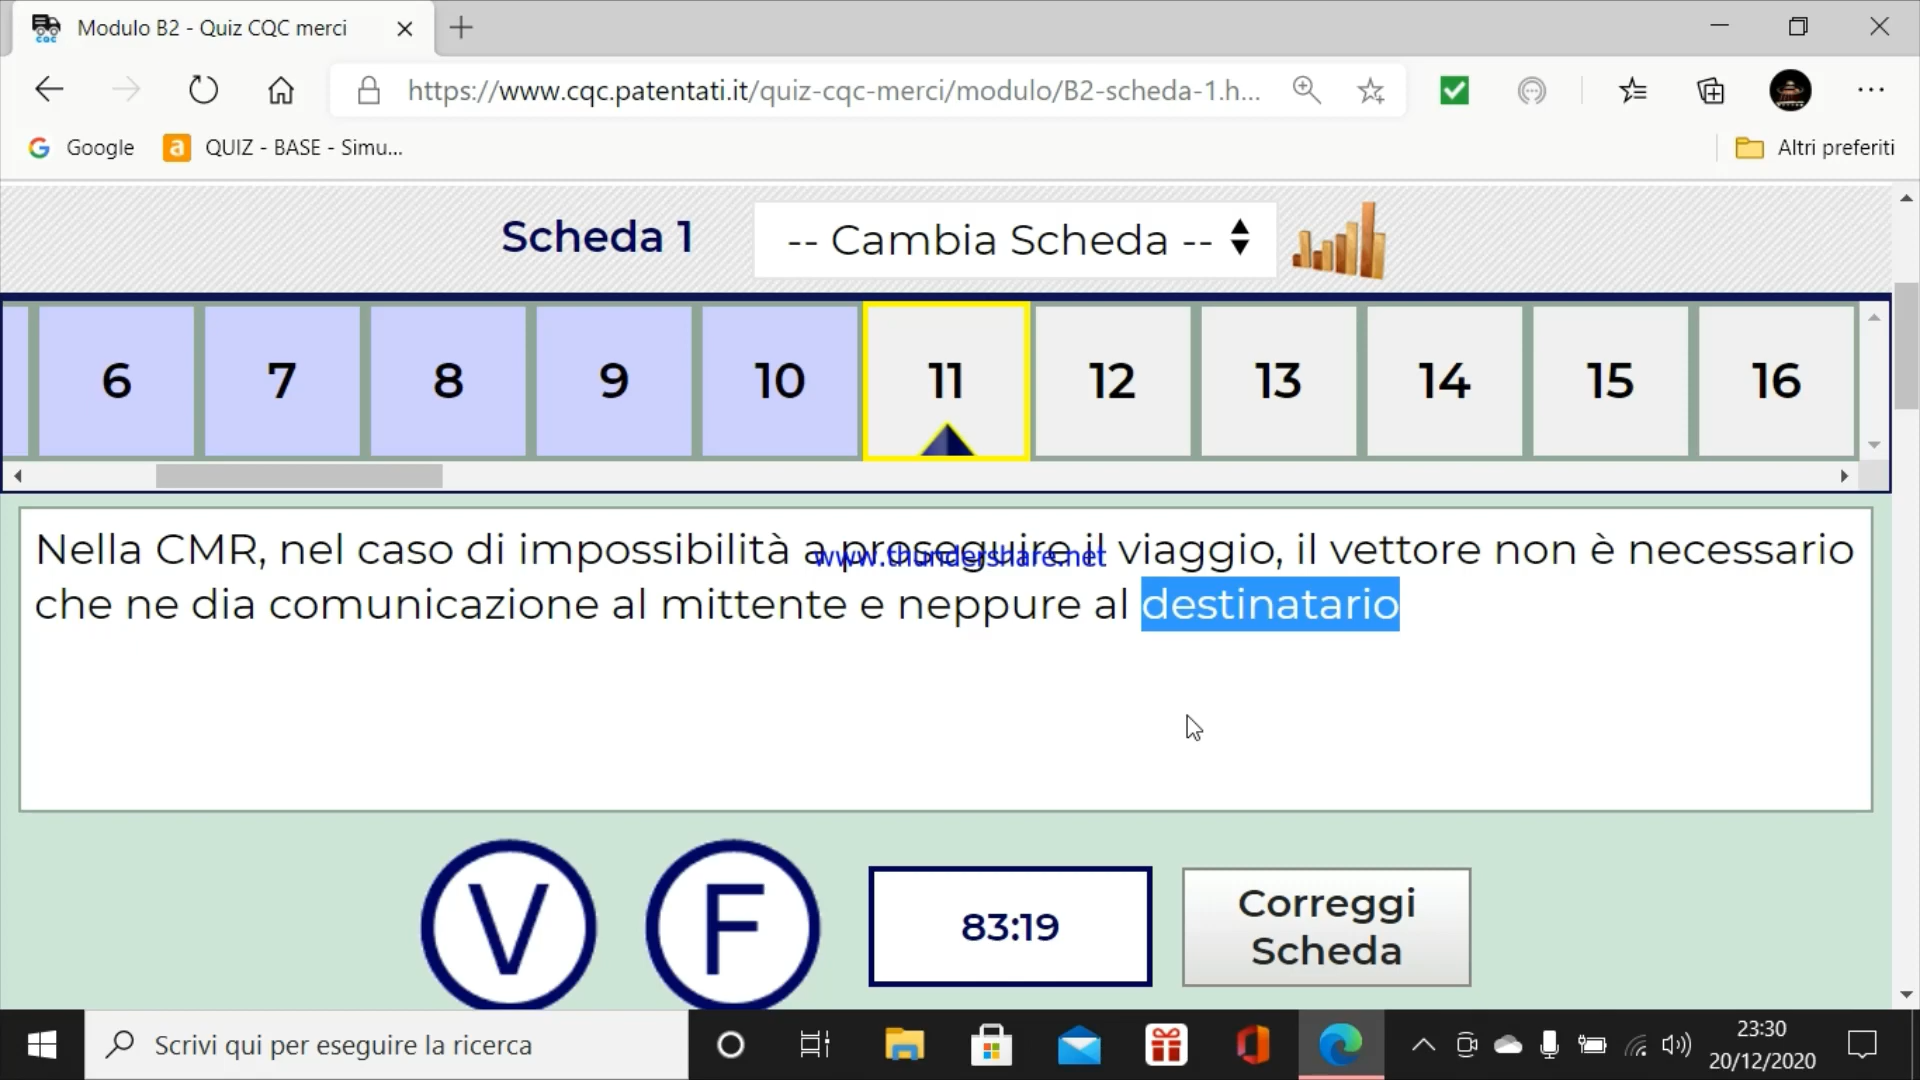 Modulo B2 - Quiz CQC merci
https://www.cqc.patentati.it/quiz-cqc-merci/modulo/B2-scheda-1.h...
Google
QUIZ - BASE - Simu...
Altri preferiti
Scheda 1
-- Cambia Scheda --
6 7 8 9 10 11 12 13 14 15 16
Nella CMR, nel caso di impossibilità a proseguire il viaggio, il vettore non è necessario
che ne dia comunicazione al mittente e neppure al destinatario
www.thundershare.net
V F
83:19
Correggi
Scheda
Scrivi qui per eseguire la ricerca
23:30
20/12/2020